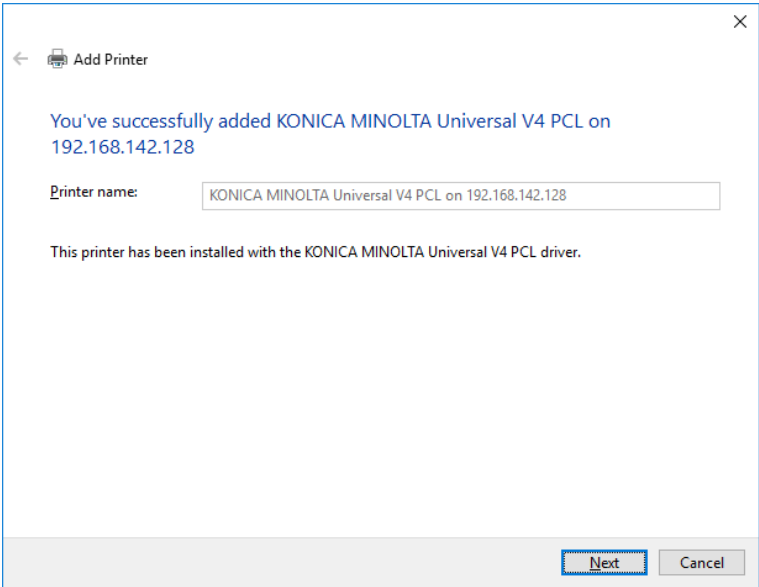 Add Printer
You've successfully added KONICA MINOLTA Universal V4 PCL on
192.168.142.128
Printer name:
KONICA MINOLTA Universal V4 PCL on 192.168.142.128
This printer has been installed with the KONICA MINOLTA Universal V4 PCL driver.
Next
Cancel